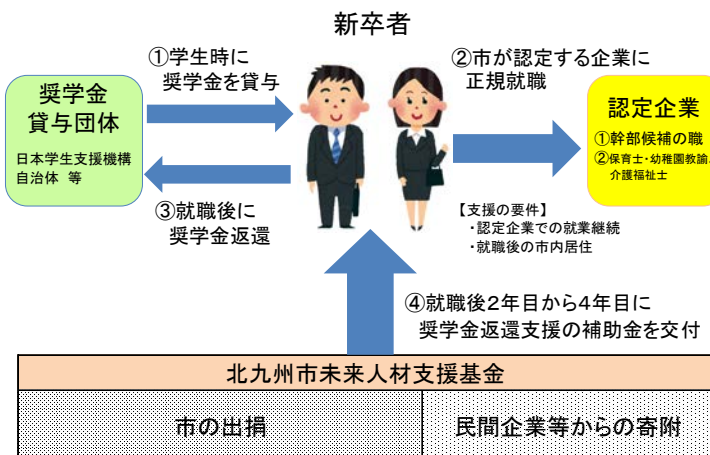 新卒者
①学生時に
奨学金を貸与
②市が認定する企業に
正規就職
奨学金
貸与団体
日本学生支援機構
自治体 等
認定企業
①幹部候補の職
②保育士・幼稚園教諭、
介護福祉士
③就職後に
奨学金返還
【支援の要件】
・認定企業での就業継続
・就職後の市内居住
④就職後2年目から4年目に
奨学金返還支援の補助金を交付
北九州市未来人材支援基金
市の出捐
民間企業等からの寄附